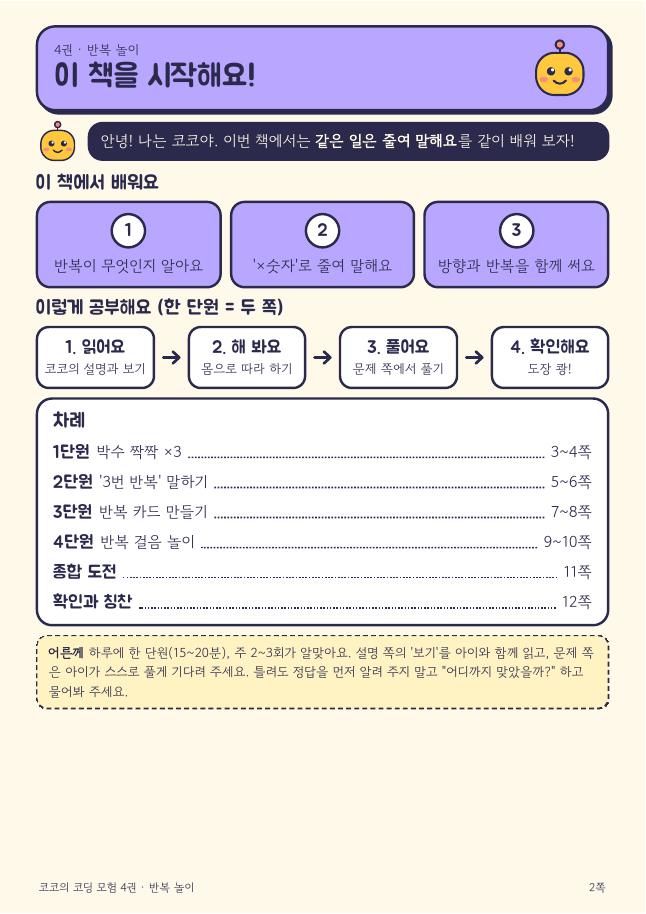 4권 · 반복 놀이
이 책을 시작해요!
안녕! 나는 코코야. 이번 책에서는 같은 일은 줄여 말해요를 같이 배워 보자!
이 책에서 배워요
1
반복이 무엇인지 알아요
2
'×숫자'로 줄여 말해요
3
방향과 반복을 함께 써요
이렇게 공부해요 (한 단원 = 두 쪽)
1. 읽어요
코코의 설명과 보기
2. 해 봐요
몸으로 따라 하기
3. 풀어요
문제 쪽에서 풀기
4. 확인해요
도장 쾅!
차례
1단원 박수 짝짝 ×3 3~4쪽
2단원 '3번 반복' 말하기 5~6쪽
3단원 반복 카드 만들기 7~8쪽
4단원 반복 걸음 놀이 9~10쪽
종합 도전 11쪽
확인과 칭찬 12쪽
어른께 하루에 한 단원(15~20분), 주 2~3회가 알맞아요. 설명 쪽의 '보기'를 아이와 함께 읽고, 문제 쪽
은 아이가 스스로 풀게 기다려 주세요. 틀려도 정답을 먼저 알려 주지 말고 "어디까지 맞았을까?" 하고
물어봐 주세요.
코코의 코딩 모험 4권 · 반복 놀이
2쪽